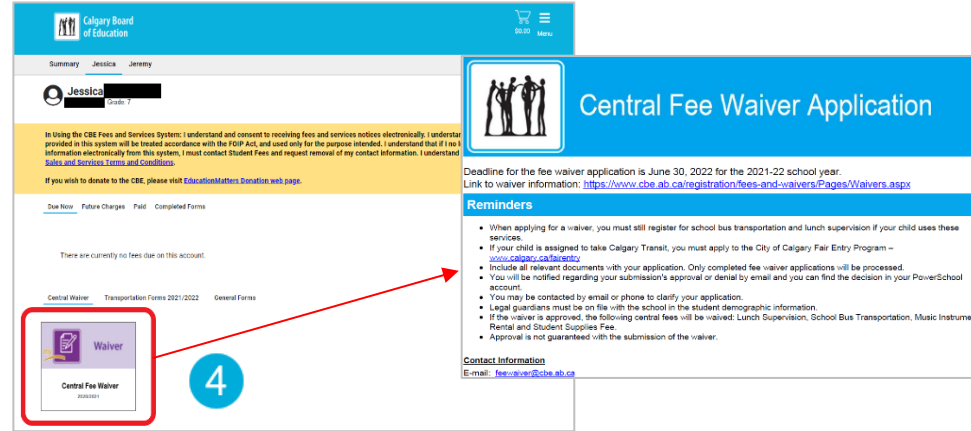 Calgary Board
of Education
$0.00 Menu
Summary Jessica Jeremy
Jessica
Grade: 7
In Using the CBE Fees and Services System: I understand and consent to receiving fees and services notices electronically. I understan
provided in this system will be treated accordance with the FOIP Act, and used only for the purpose intended. I understand that if I no l
information electronically from this system, I must contact Student Fees and request removal of my contact information. I understand
Sales and Services Terms and Conditions.
If you wish to donate to the CBE, please visit EducationMatters Donation web page.
Due Now Future Charges Paid Completed Forms
There are currently no fees due on this account.
Central Waiver Transportation Forms 2021/2022 General Forms
Waiver
Central Fee Waiver
2020/2021
4
Central Fee Waiver Application
Deadline for the fee waiver application is June 30, 2022 for the 2021-22 school year.
Link to waiver information: https://www.cbe.ab.ca/registration/fees-and-waivers/Pages/Waivers.aspx
Reminders
• When applying for a waiver, you must still register for school bus transportation and lunch supervision if your child uses these
services.
• If your child is assigned to take Calgary Transit, you must apply to the City of Calgary Fair Entry Program –
www.calgary.ca/fairentry
• Include all relevant documents with your application. Only completed fee waiver applications will be processed.
• You will be notified regarding your submission's approval or denial by email and you can find the decision in your PowerSchool
account.
• You may be contacted by email or phone to clarify your application.
• Legal guardians must be on file with the school in the student demographic information.
• If the waiver is approved, the following central fees will be waived: Lunch Supervision, School Bus Transportation, Music Instrume
Rental and Student Supplies Fee.
• Approval is not guaranteed with the submission of the waiver.
Contact Information
E-mail: feewaiver@cbe.ab.ca